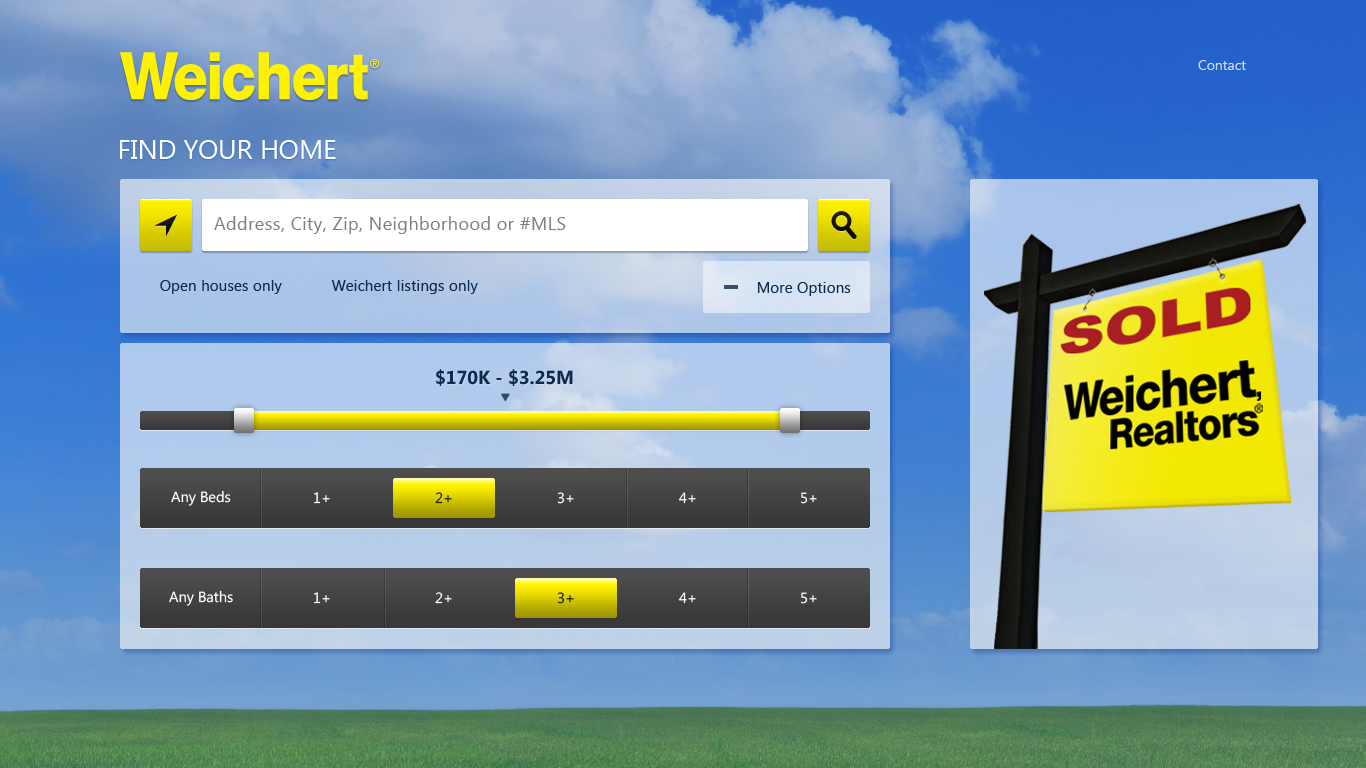 Weichert®
Contact
FIND YOUR HOME
Address, City, Zip, Neighborhood or #MLS
Open houses only
Weichert listings only
More Options
$170K - $3.25M
Any Beds 1+ 2+ 3+ 4+ 5+
Any Baths 1+ 2+ 3+ 4+ 5+
SOLD
Weichert,
Realtors®